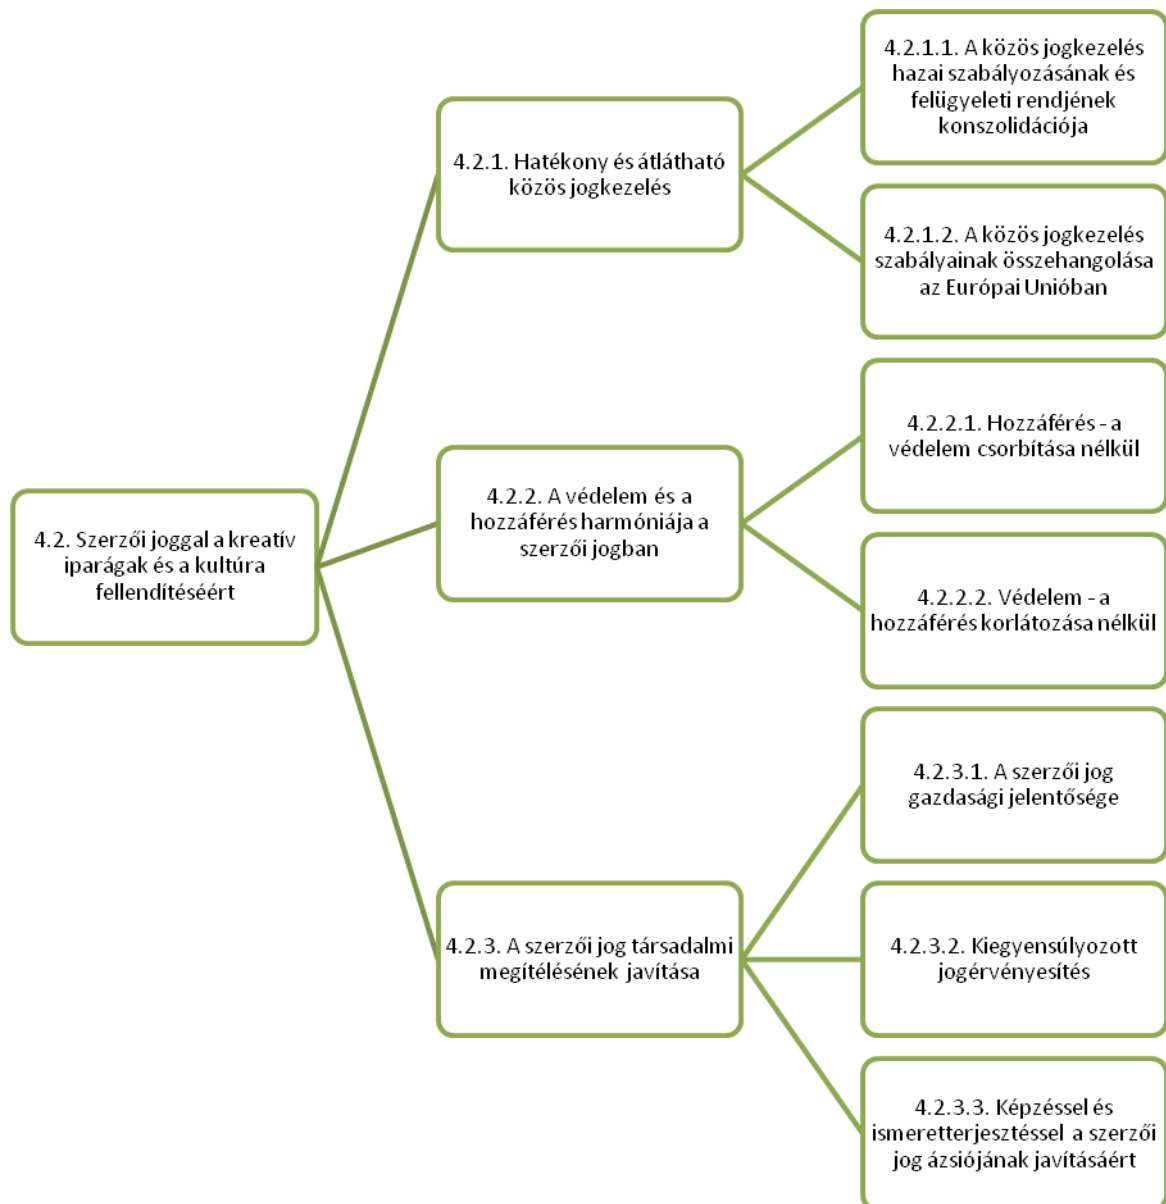 4.2. Szerzői joggal a kreatív
iparágak és a kultúra
fellendítéséért
4.2.1. Hatékony és átlátható
közös jogkezelés
4.2.1.1. A közös jogkezelés
hazai szabályozásának és
felügyeleti rendjének
konszolidációja
4.2.1.2. A közös jogkezelés
szabályainak összehangolása
az Európai Unióban
4.2.2. A védelem és a
hozzáférés harmóniája a
szerzői jogban
4.2.2.1. Hozzáférés - a
védelem csorbítása nélkül
4.2.2.2. Védelem - a
hozzáférés korlátozása nélkül
4.2.3. A szerzői jog társadalmi
megítélésének javítása
4.2.3.1. A szerzői jog
gazdasági jelentősége
4.2.3.2. Kiegyensúlyozott
jogérvényesítés
4.2.3.3. Képzéssel és
ismeretterjesztéssel a szerzői
jog ázsiójának javításáért